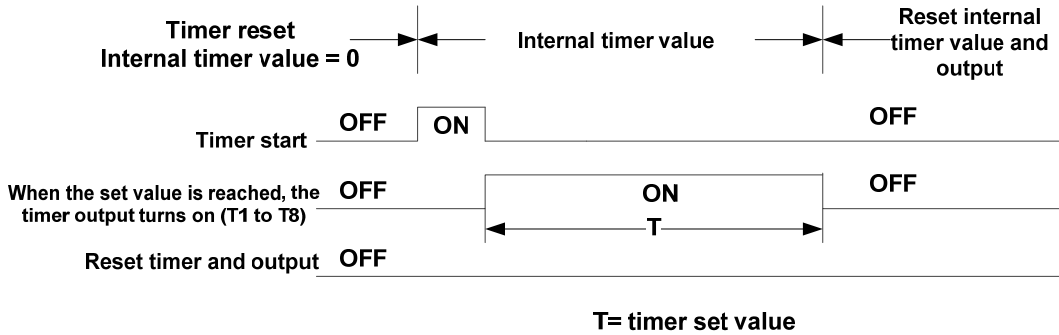 Timer reset
Internal timer value = 0
Internal timer value
Reset internal
timer value and
output
Timer start
OFF
ON
OFF
When the set value is reached, the
timer output turns on (T1 to T8)
OFF
ON
OFF
T
Reset timer and output
OFF
T= timer set value